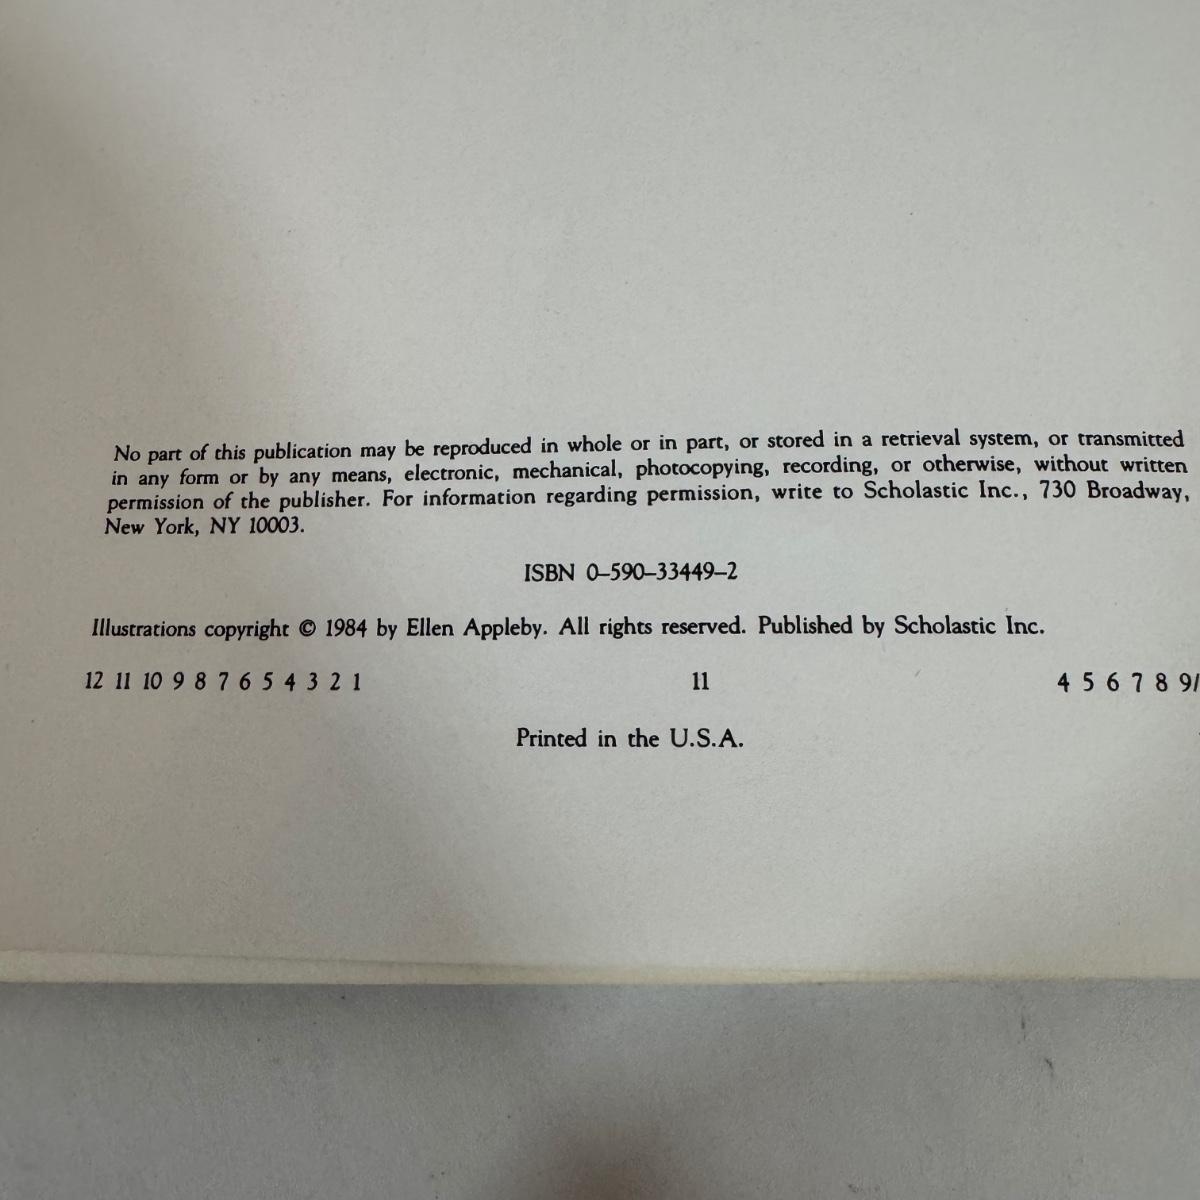 No part of this publication may be reproduced in whole or in part, or stored in a retrieval system, or transmitted
in any form or by any means, electronic, mechanical, photocopying, recording, or otherwise, without written
permission of the publisher. For information regarding permission, write to Scholastic Inc., 730 Broadway,
New York, NY 10003.
ISBN 0–590–33449–2
Illustrations copyright © 1984 by Ellen Appleby. All rights reserved. Published by Scholastic Inc.
12 11 10 9 8 7 6 5 4 3 2 1 11 4 5 6 7 8 9/
Printed in the U.S.A.